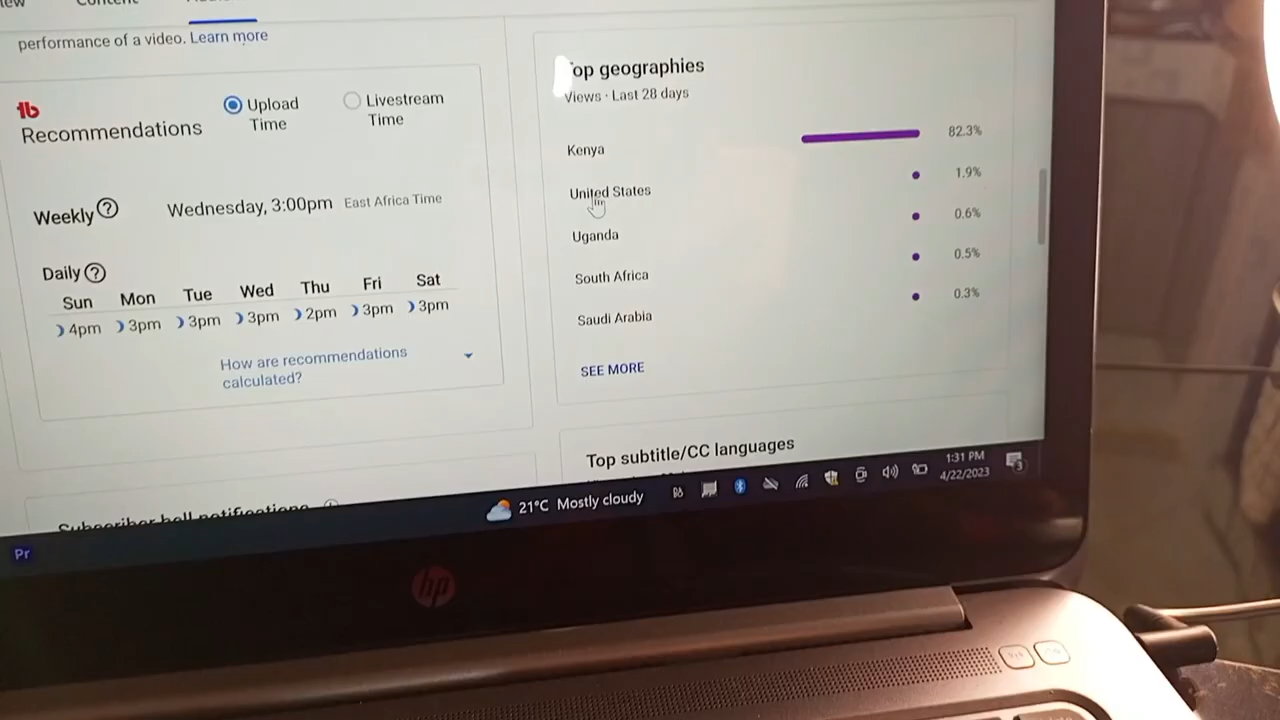 performance of a video. Learn more
Recommendations
Upload Time
Livestream Time
Weekly ?
Wednesday, 3:00pm East Africa Time
Daily ?
Sun Mon Tue Wed Thu Fri Sat
4pm 3pm 3pm 3pm 2pm 3pm 3pm
How are recommendations
calculated?
Top geographies
Views · Last 28 days
Kenya 82.3%
United States 1.9%
Uganda 0.6%
South Africa 0.5%
Saudi Arabia 0.3%
SEE MORE
Top subtitle/CC languages
Subscriber bell notifications
21°C Mostly cloudy
1:31 PM
4/22/2023
3
Pr
hp